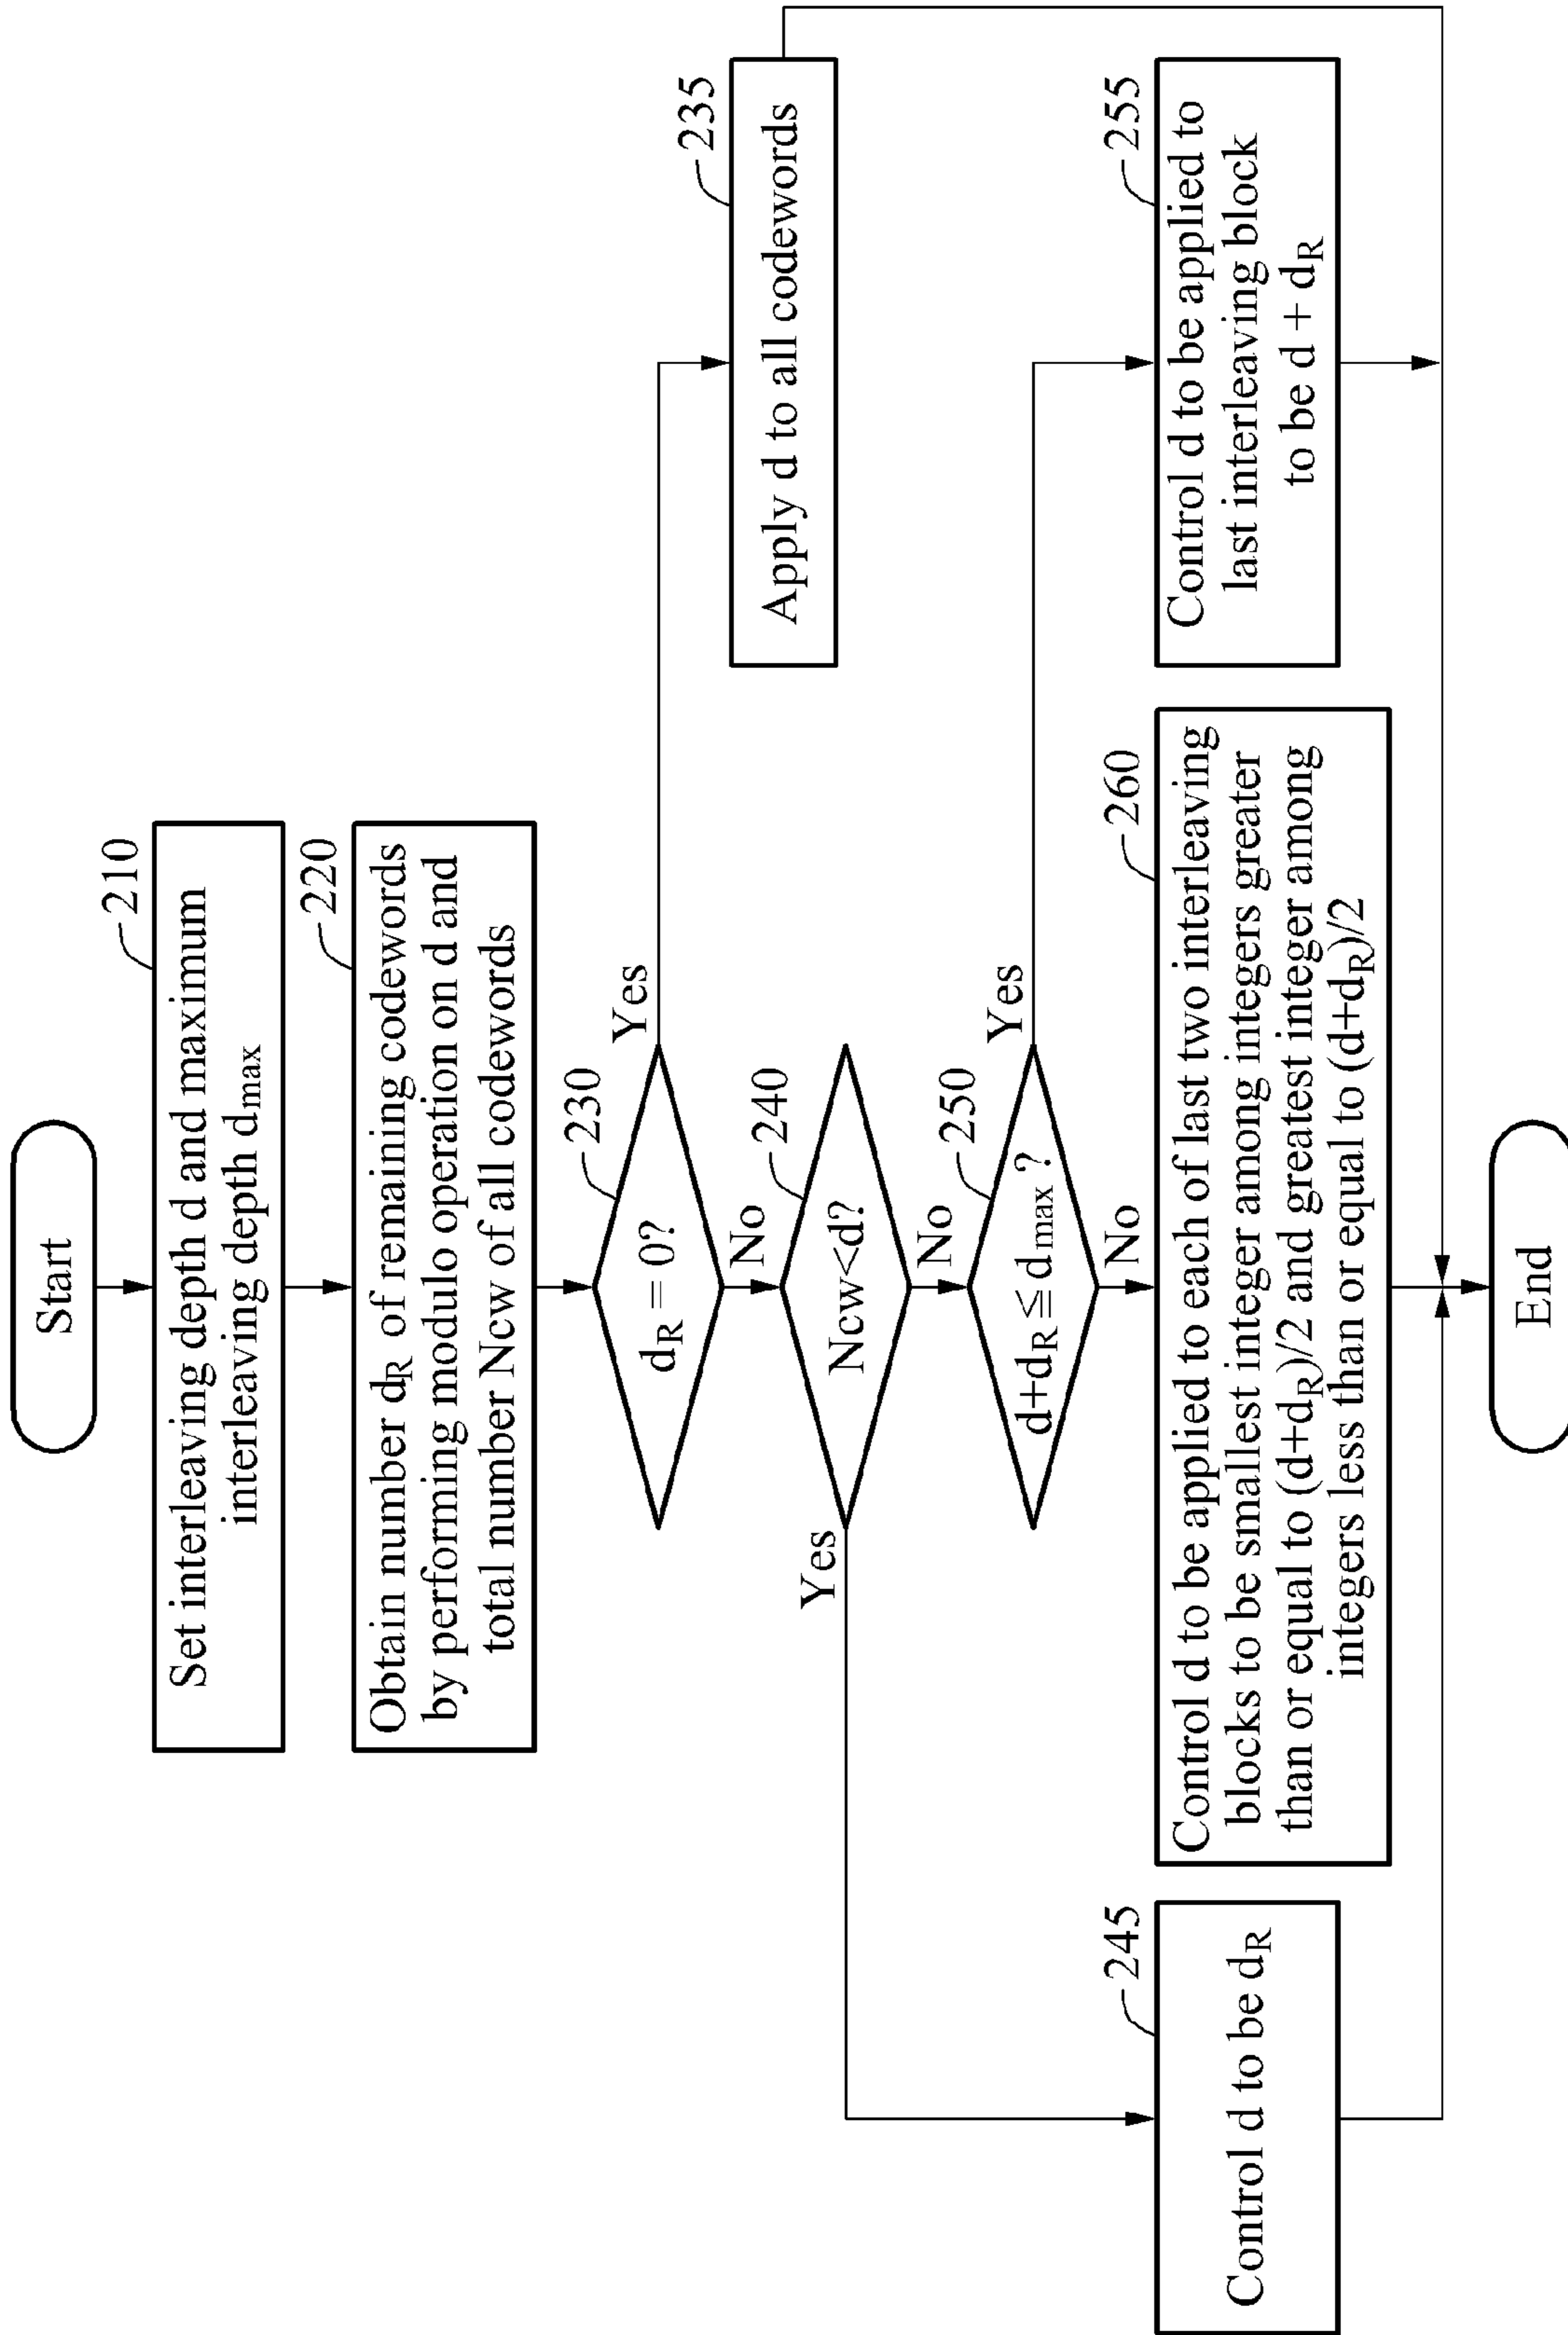 Start
210
Set interleaving depth d and maximum
interleaving depth dmax
220
Obtain number dR of remaining codewords
by performing modulo operation on d and
total number Ncw of all codewords
230
dR = 0?
Yes
No
235
Apply d to all codewords
240
Ncw<d?
Yes
No
245
Control d to be dR
250
d+dR ≦ dmax ?
Yes
No
255
Control d to be applied to
last interleaving block
to be d + dR
260
Control d to be applied to each of last two interleaving
blocks to be smallest integer among integers greater
than or equal to (d+dR)/2 and greatest integer among
integers less than or equal to (d+dR)/2
End